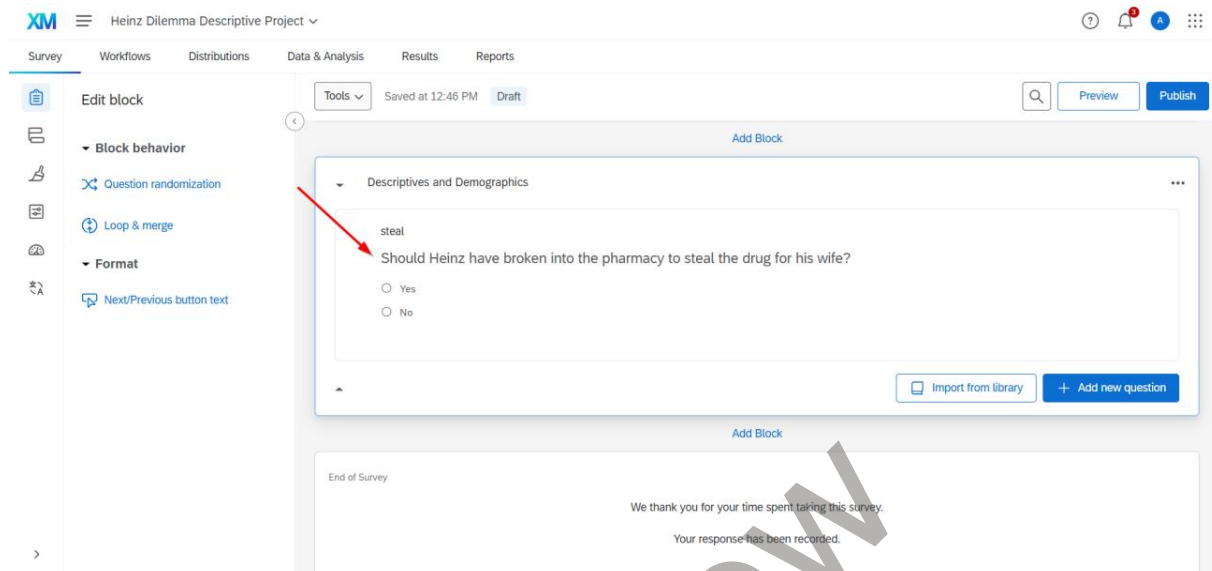 XM Heinz Dilemma Descriptive Project ? 3 A
Survey Workflows Distributions Data & Analysis Results Reports
Edit block
Block behavior
Question randomization
Loop & merge
Format
Next/Previous button text
Tools Saved at 12:46 PM Draft Preview Publish
Add Block
Descriptives and Demographics
steal
Should Heinz have broken into the pharmacy to steal the drug for his wife?
Yes
No
Import from library + Add new question
Add Block
End of Survey
We thank you for your time spent taking this survey.
Your response has been recorded.